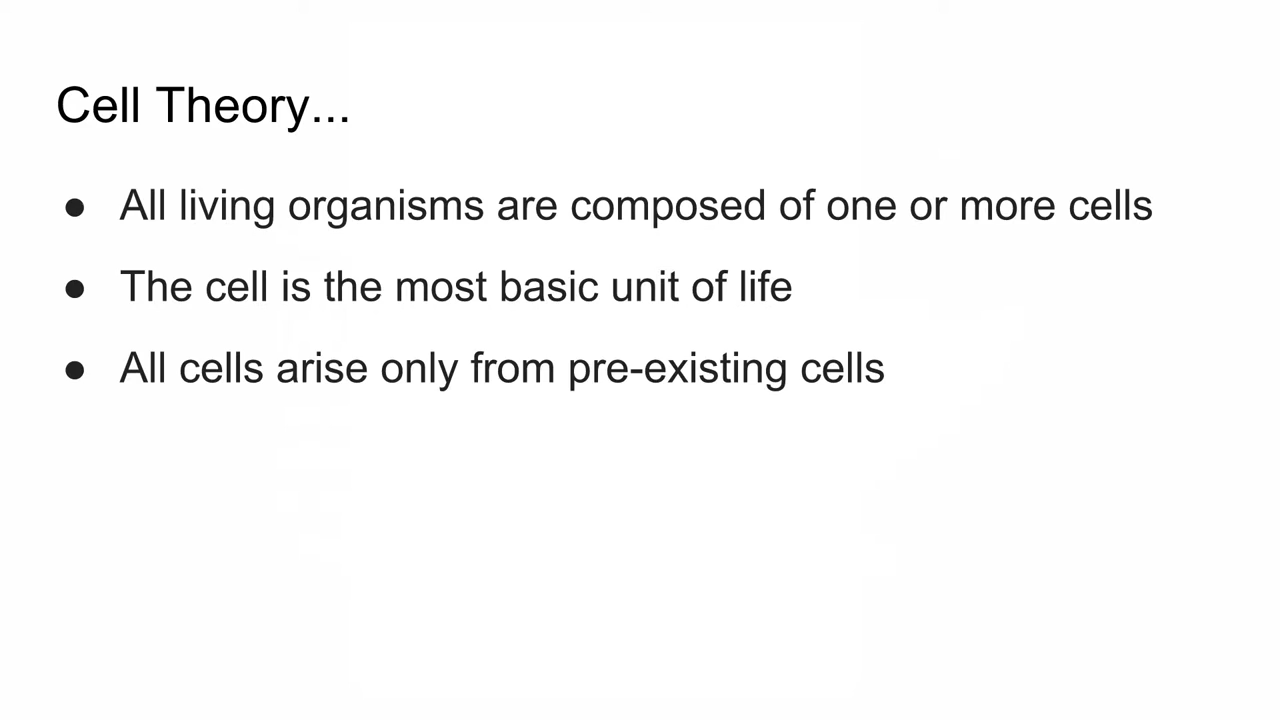 Cell Theory...
● All living organisms are composed of one or more cells
● The cell is the most basic unit of life
● All cells arise only from pre-existing cells